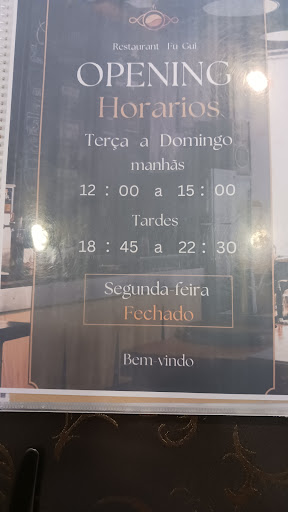 Restaurant Fu Gui
OPENING
Horarios
Terça a Domingo
manhãs
12 : 00 a 15 : 00
Tardes
18 : 45 a 22 : 30
Segunda-feira
Fechado
Bem-vindo